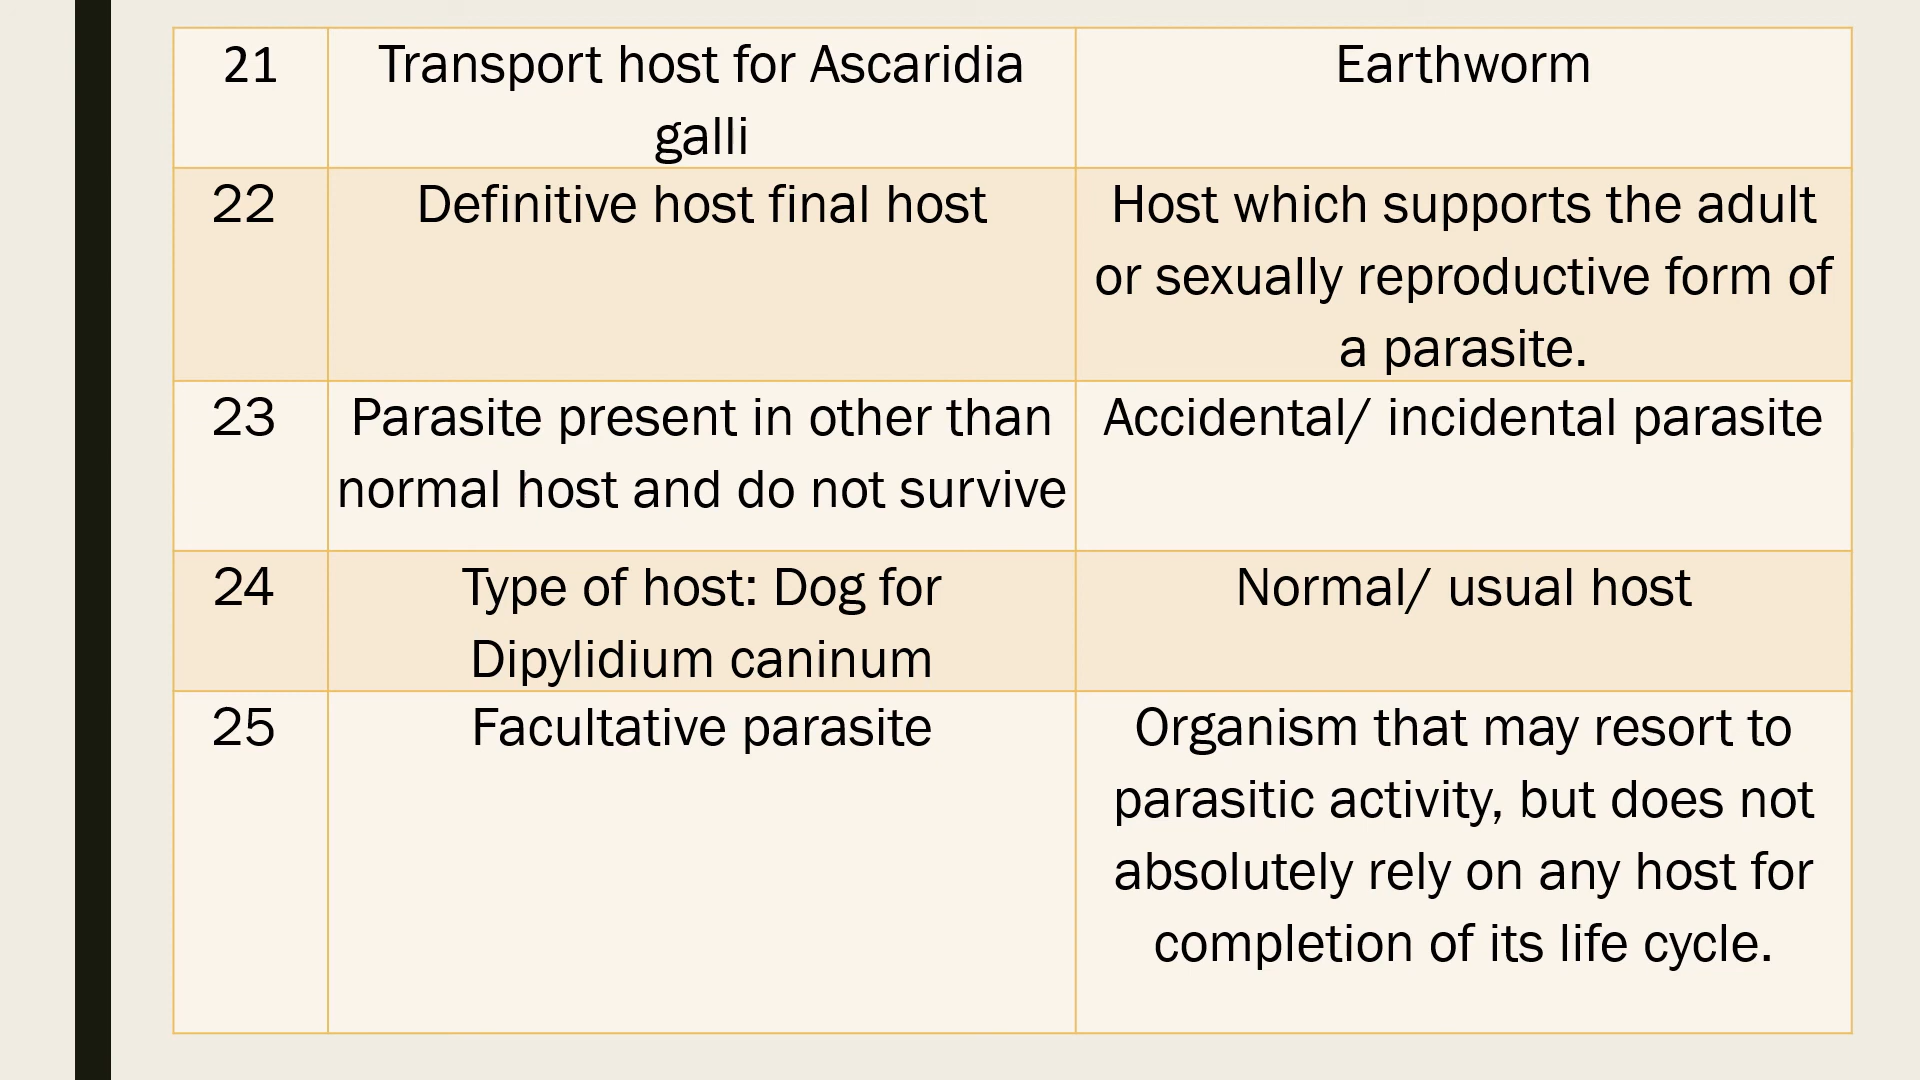 21 Transport host for Ascaridia Earthworm
galli
22 Definitive host final host Host which supports the adult
or sexually reproductive form of
a parasite.
23 Parasite present in other than Accidental/ incidental parasite
normal host and do not survive
24 Type of host: Dog for Normal/ usual host
Dipylidium caninum
25 Facultative parasite Organism that may resort to
parasitic activity, but does not
absolutely rely on any host for
completion of its life cycle.